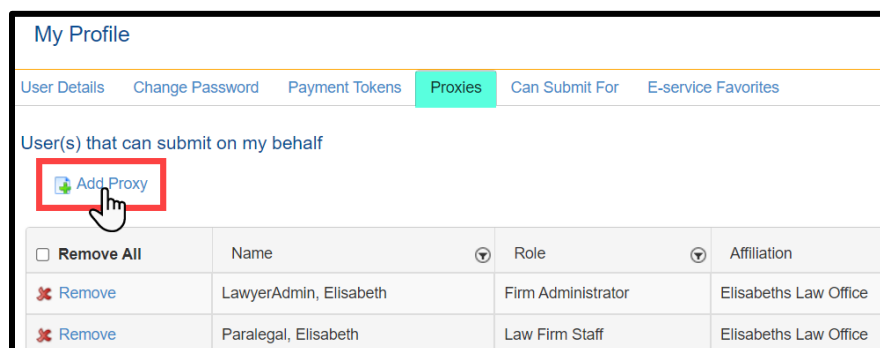 My Profile
User Details Change Password Payment Tokens Proxies Can Submit For E-service Favorites
User(s) that can submit on my behalf
Add Proxy
Remove All Name Role Affiliation
Remove LawyerAdmin, Elisabeth Firm Administrator Elisabeths Law Office
Remove Paralegal, Elisabeth Law Firm Staff Elisabeths Law Office